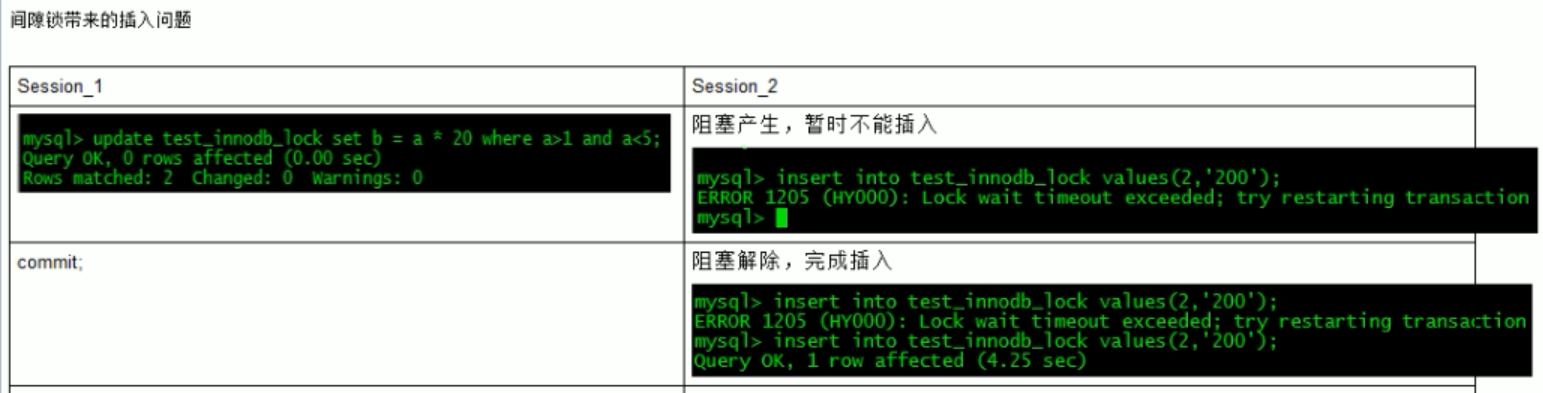 间隙锁带来的插入问题
Session_1
Session_2
mysql> update test_innodb_lock set b = a * 20 where a>1 and a<5;
Query OK, 0 rows affected (0.00 sec)
Rows matched: 2  Changed: 0  Warnings: 0
阻塞产生，暂时不能插入
mysql> insert into test_innodb_lock values(2,'200');
ERROR 1205 (HY000): Lock wait timeout exceeded; try restarting transaction
mysql>
commit;
阻塞解除，完成插入
mysql> insert into test_innodb_lock values(2,'200');
ERROR 1205 (HY000): Lock wait timeout exceeded; try restarting transaction
mysql> insert into test_innodb_lock values(2,'200');
Query OK, 1 row affected (4.25 sec)